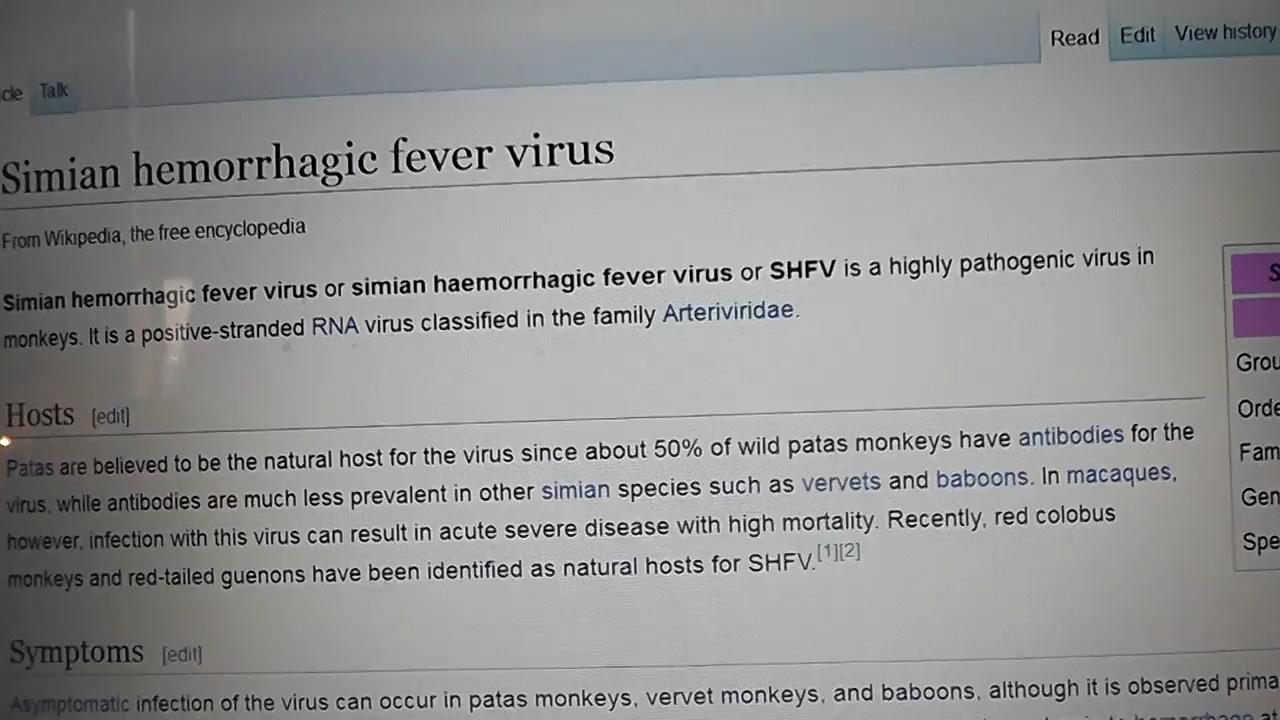 Read Edit View history
Talk
Simian hemorrhagic fever virus
From Wikipedia, the free encyclopedia
Simian hemorrhagic fever virus or simian haemorrhagic fever virus or SHFV is a highly pathogenic virus in
monkeys. It is a positive-stranded RNA virus classified in the family Arteriviridae.
Hosts [edit]
Patas are believed to be the natural host for the virus since about 50% of wild patas monkeys have antibodies for the
virus, while antibodies are much less prevalent in other simian species such as vervets and baboons. In macaques,
however, infection with this virus can result in acute severe disease with high mortality. Recently, red colobus
monkeys and red-tailed guenons have been identified as natural hosts for SHFV.[1][2]
Symptoms [edit]
Asymptomatic infection of the virus can occur in patas monkeys, vervet monkeys, and baboons, although it is observed prima
S
Grou
Orde
Fam
Gen
Spe